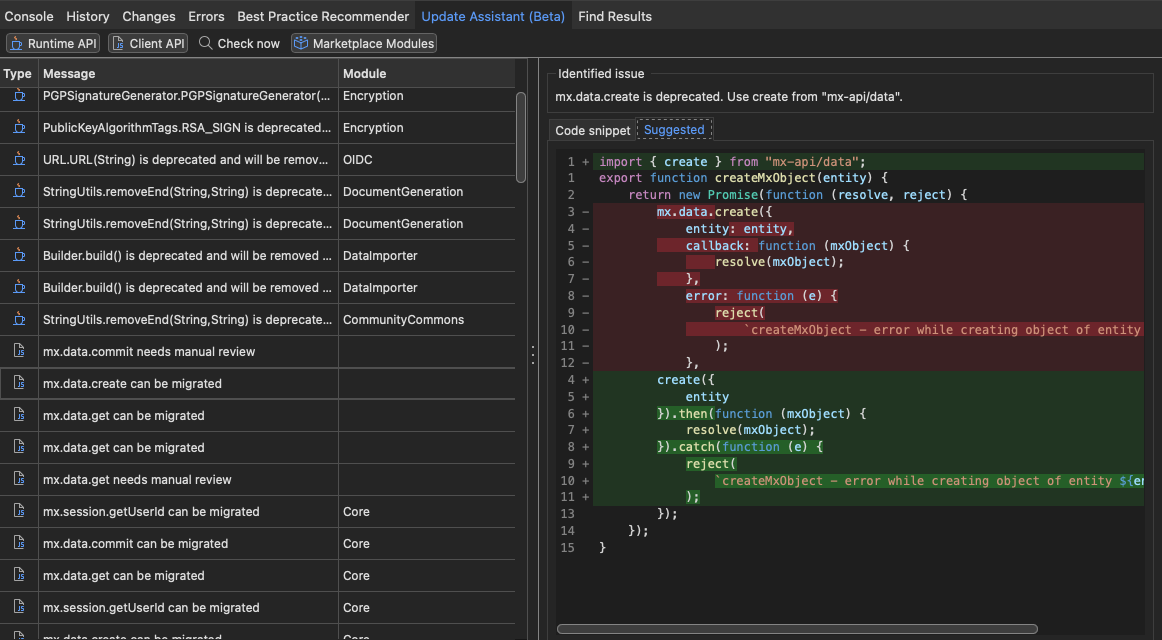 Console History Changes Errors Best Practice Recommender Update Assistant (Beta) Find Results
Runtime API Client API Check now Marketplace Modules
Type Message Module
PGPSignatureGenerator.PGPSignatureGenerator(... Encryption
PublicKeyAlgorithmTags.RSA_SIGN is deprecated... Encryption
URL.URL(String) is deprecated and will be remov... OIDC
StringUtils.removeEnd(String,String) is deprecate... DocumentGeneration
StringUtils.removeEnd(String,String) is deprecate... DocumentGeneration
Builder.build() is deprecated and will be removed ... DataImporter
Builder.build() is deprecated and will be removed ... DataImporter
StringUtils.removeEnd(String,String) is deprecate... CommunityCommons
mx.data.commit needs manual review
mx.data.create can be migrated
mx.data.get can be migrated
mx.data.get can be migrated
mx.data.get needs manual review
mx.session.getUserId can be migrated Core
mx.data.commit can be migrated Core
mx.data.get can be migrated Core
mx.session.getUserId can be migrated Core
mx.data.create can be migrated Core
Identified issue
mx.data.create is deprecated. Use create from "mx-api/data".
Code snippet Suggested
1 + import { create } from "mx-api/data";
1 export function createMxObject(entity) {
2 return new Promise(function (resolve, reject) {
3 - mx.data.create({
4 - entity: entity,
5 - callback: function (mxObject) {
6 - resolve(mxObject);
7 - },
8 - error: function (e) {
9 - reject(
10 - `createMxObject - error while creating object of entity
11 - );
12 - },
4 + create({
5 + entity
6 + }).then(function (mxObject) {
7 + resolve(mxObject);
8 + }).catch(function (e) {
9 + reject(
10 + `createMxObject - error while creating object of entity ${en
11 + );
13 });
14 });
15 }